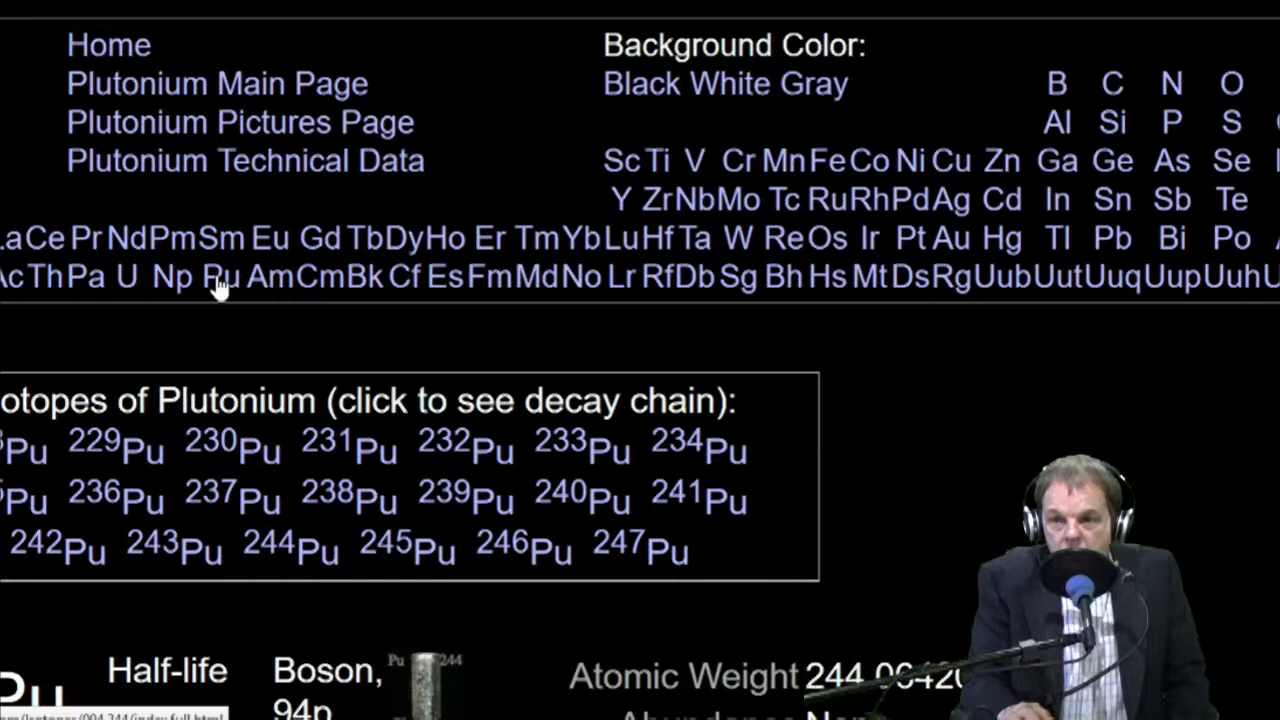 Home
Background Color:
Plutonium Main Page
Black White Gray
B C N O
Plutonium Pictures Page
Al Si P S
Plutonium Technical Data
Sc Ti V Cr Mn Fe Co Ni Cu Zn Ga Ge As Se
Y Zr Nb Mo Tc Ru Rh Pd Ag Cd In Sn Sb Te
La Ce Pr Nd Pm Sm Eu Gd Tb Dy Ho Er Tm Yb Lu Hf Ta W Re Os Ir Pt Au Hg Tl Pb Bi Po
Ac Th Pa U Np Pu Am Cm Bk Cf Es Fm Md No Lr Rf Db Sg Bh Hs Mt Ds Rg Uub Uut Uuq Uup Uuh
otopes of Plutonium (click to see decay chain):
Pu ²²⁹Pu ²³⁰Pu ²³¹Pu ²³²Pu ²³³Pu ²³⁴Pu
Pu ²³⁶Pu ²³⁷Pu ²³⁸Pu ²³⁹Pu ²⁴⁰Pu ²⁴¹Pu
²⁴²Pu ²⁴³Pu ²⁴⁴Pu ²⁴⁵Pu ²⁴⁶Pu ²⁴⁷Pu
Pu
Half-life
Boson,
94p
Pu 244
Atomic Weight